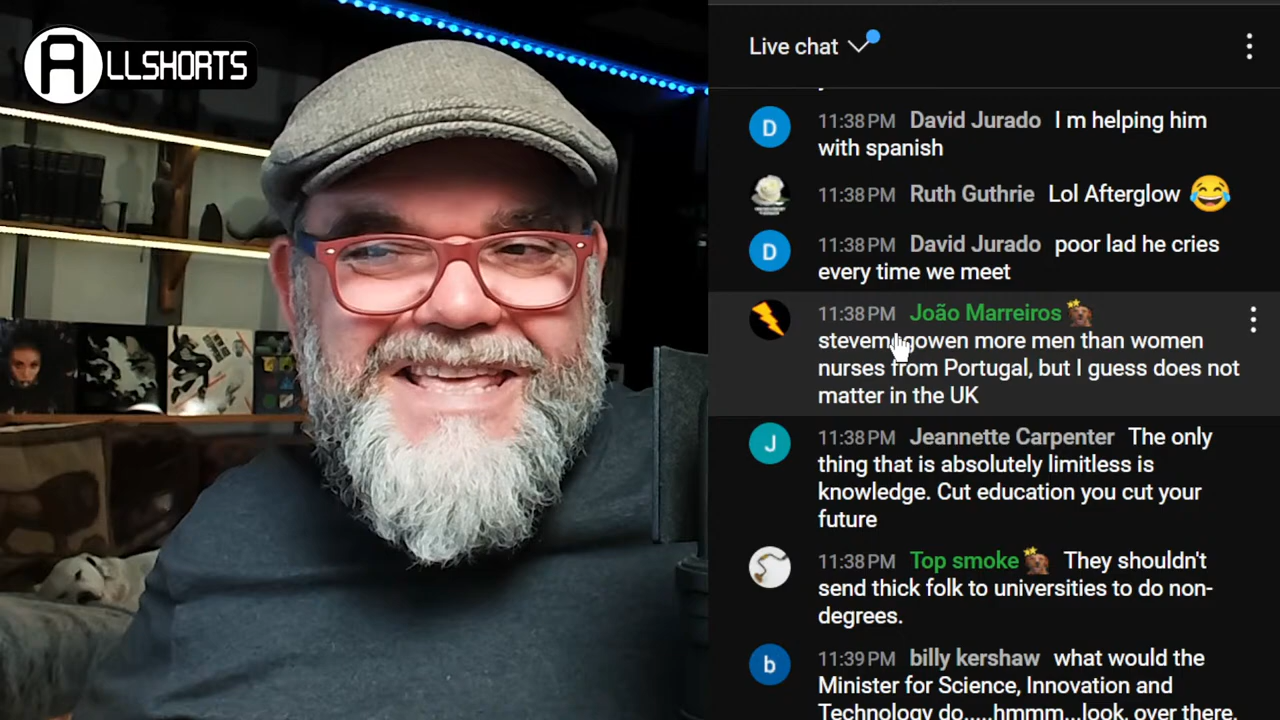 ALLSHORTS
Live chat
11:38 PM David Jurado I m helping him
with spanish
11:38 PM Ruth Guthrie Lol Afterglow 😂
11:38 PM David Jurado poor lad he cries
every time we meet
11:38 PM João Marreiros
gowen more men than women
nurses from Portugal, but I guess does not
matter in the UK
11:38 PM Jeannette Carpenter The only
thing that is absolutely limitless is
knowledge. Cut education you cut your
future
11:38 PM Top smoke They shouldn't
send thick folk to universities to do non-
degrees.
11:39 PM billy kershaw what would the
Minister for Science, Innovation and
Technology do.....hmmm...look, over there,
D
D
J
b